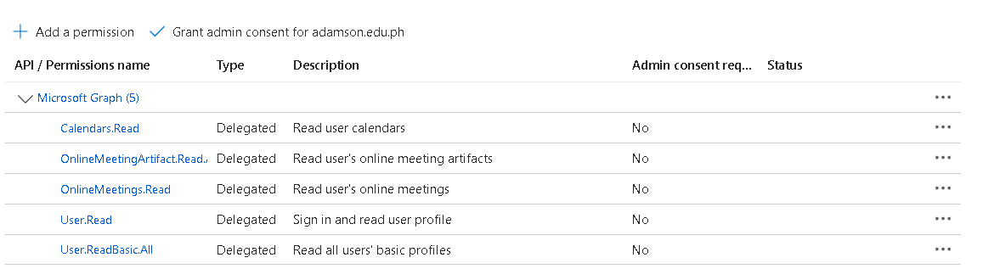 Add a permission Grant admin consent for adamson.edu.ph
API / Permissions name Type Description Admin consent req... Status
Microsoft Graph (5)
Calendars.Read Delegated Read user calendars No
OnlineMeetingArtifact.Read. Delegated Read user's online meeting artifacts No
OnlineMeetings.Read Delegated Read user's online meetings No
User.Read Delegated Sign in and read user profile No
User.ReadBasic.All Delegated Read all users' basic profiles No